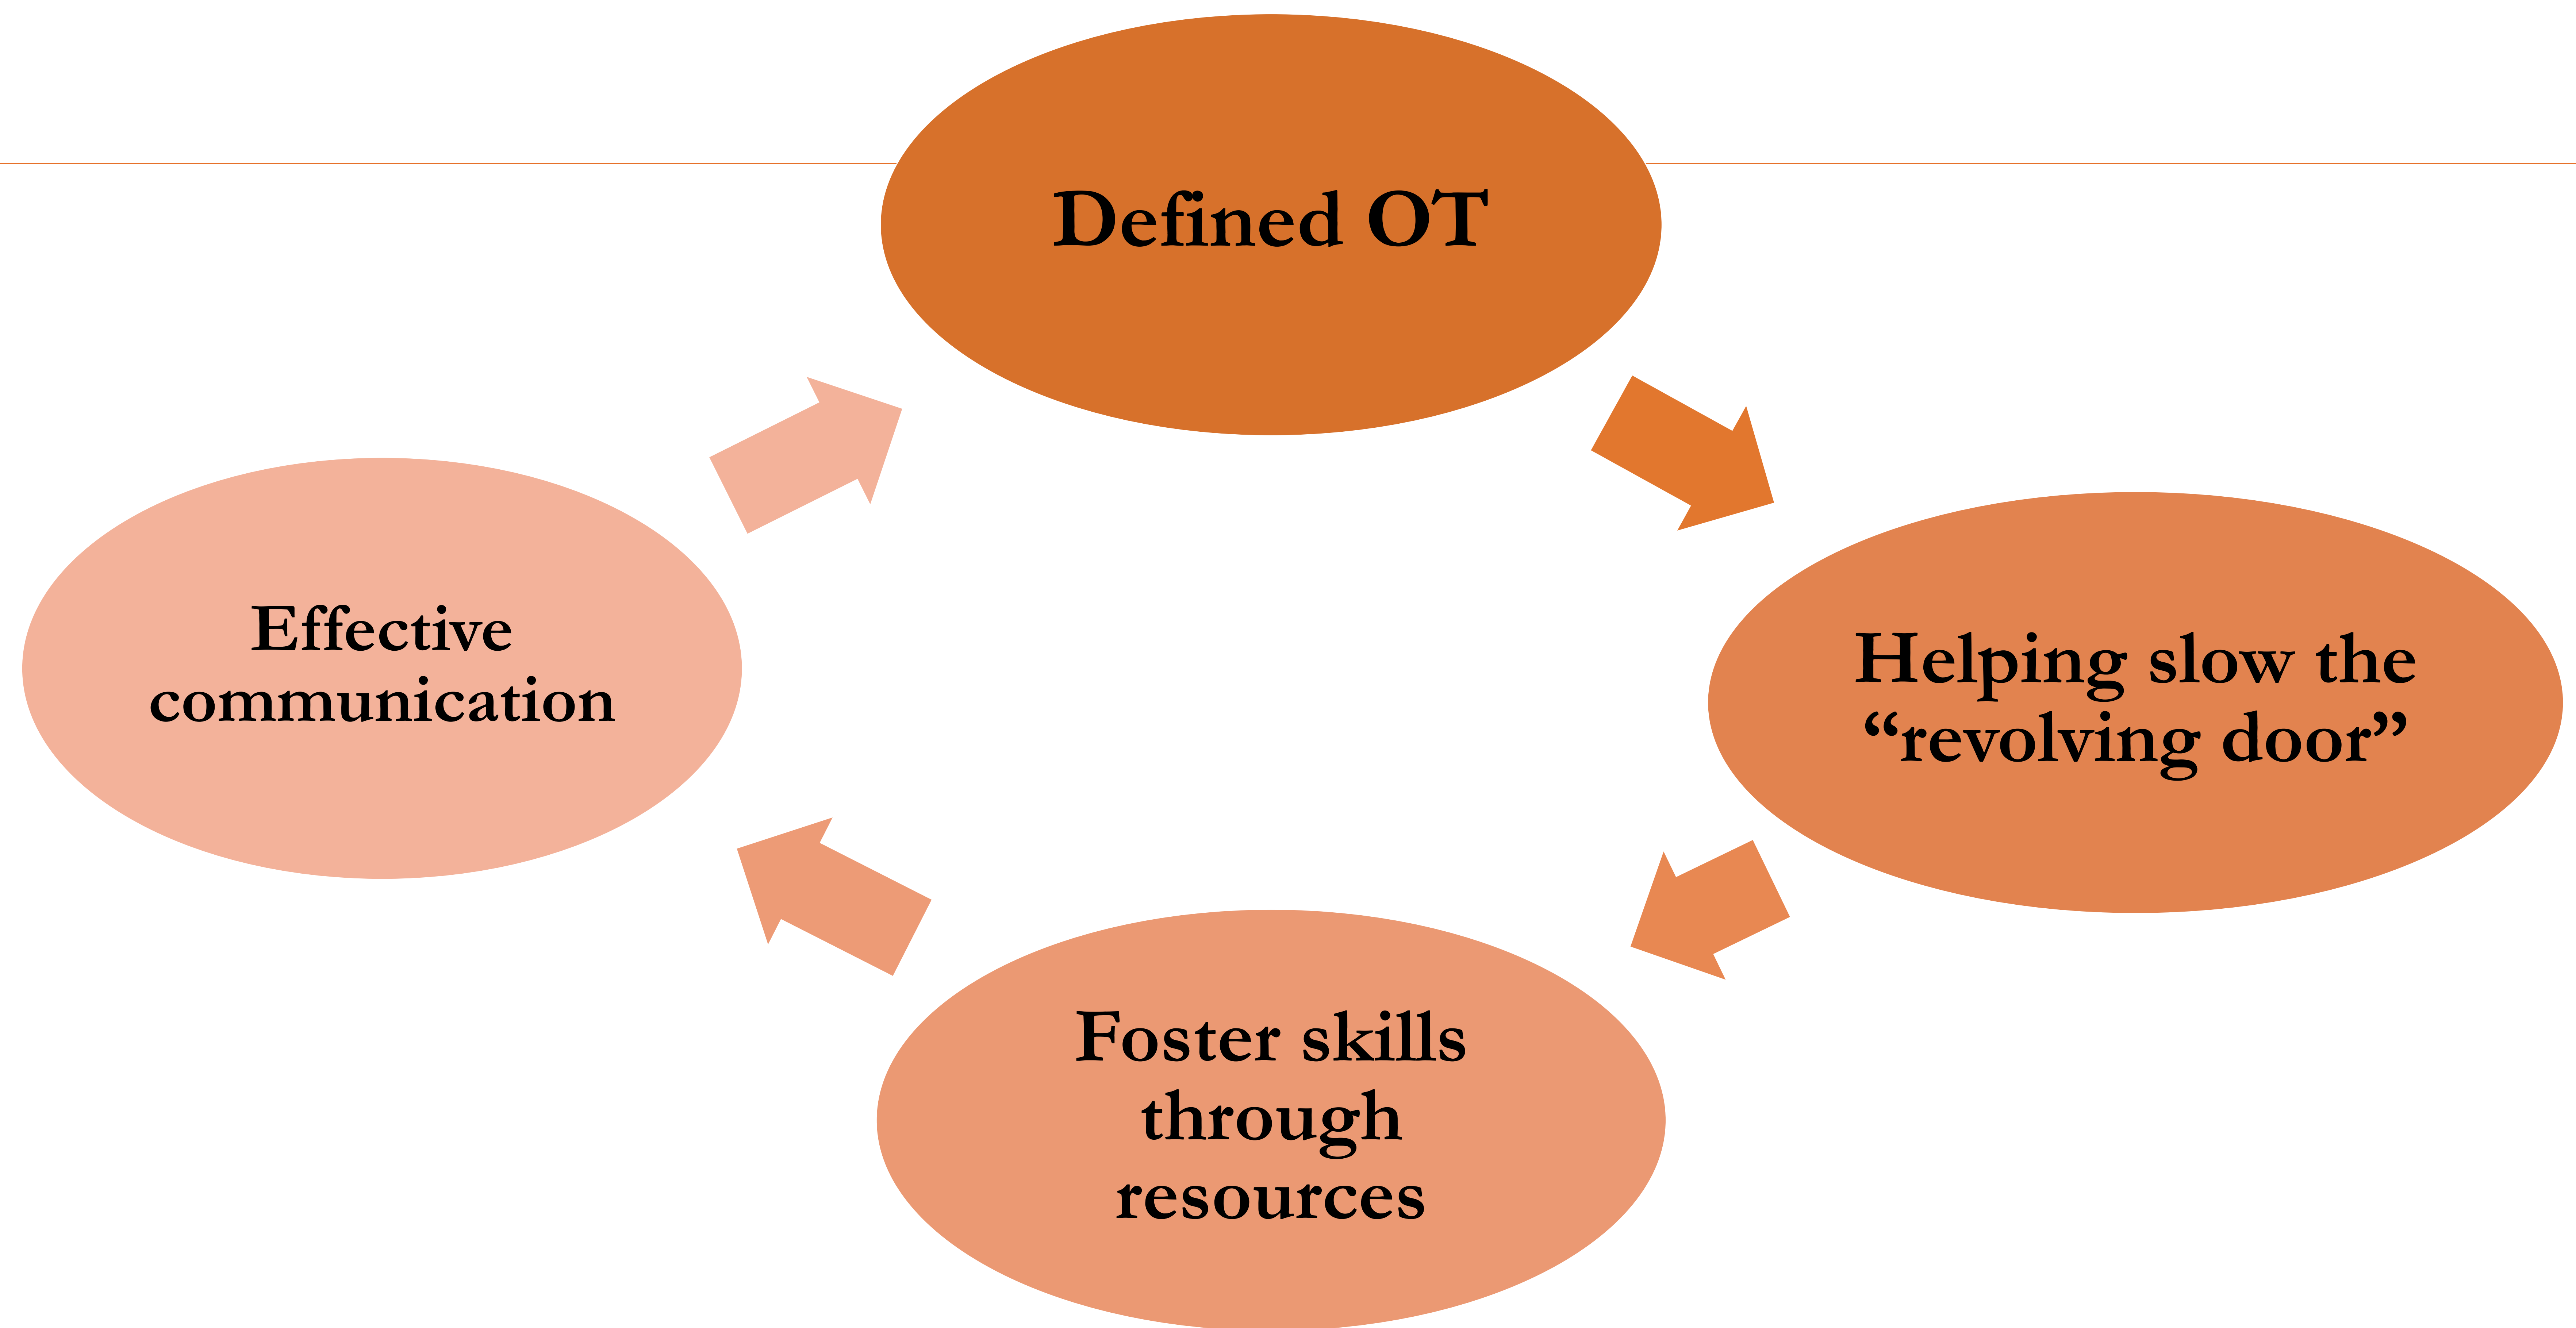 Defined OT
Helping slow the
“revolving door”
Foster skills
through
resources
Effective
communication